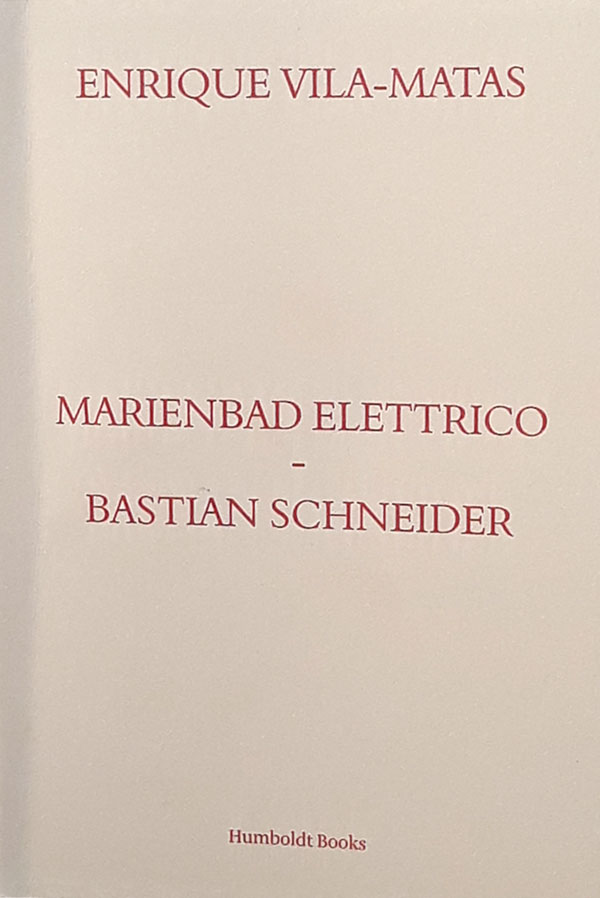 ENRIQUE VILA-MATAS
MARIENBAD ELETTRICO
-
BASTIAN SCHNEIDER
Humboldt Books